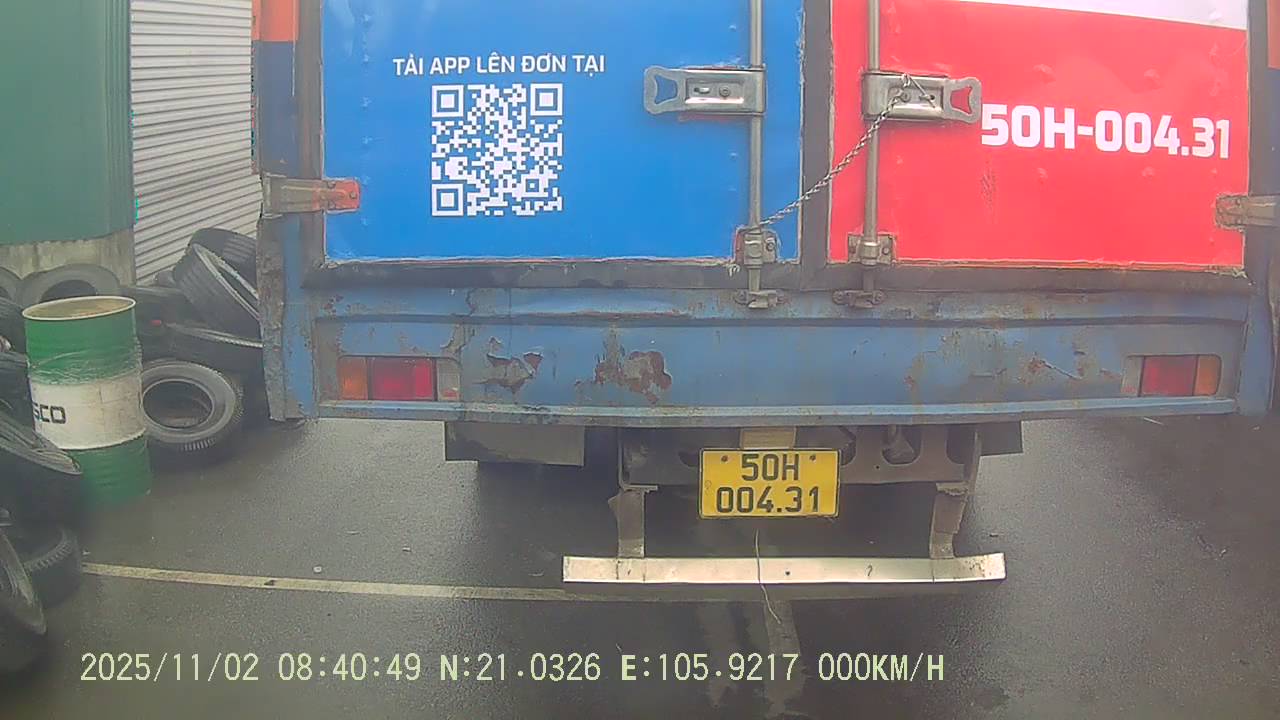 TẢI APP LÊN ĐƠN TẠI
50H-004.31
50H
004.31
SCO
2025/11/02 08:40:49 N:21.0326 E:105.9217 000KM/H